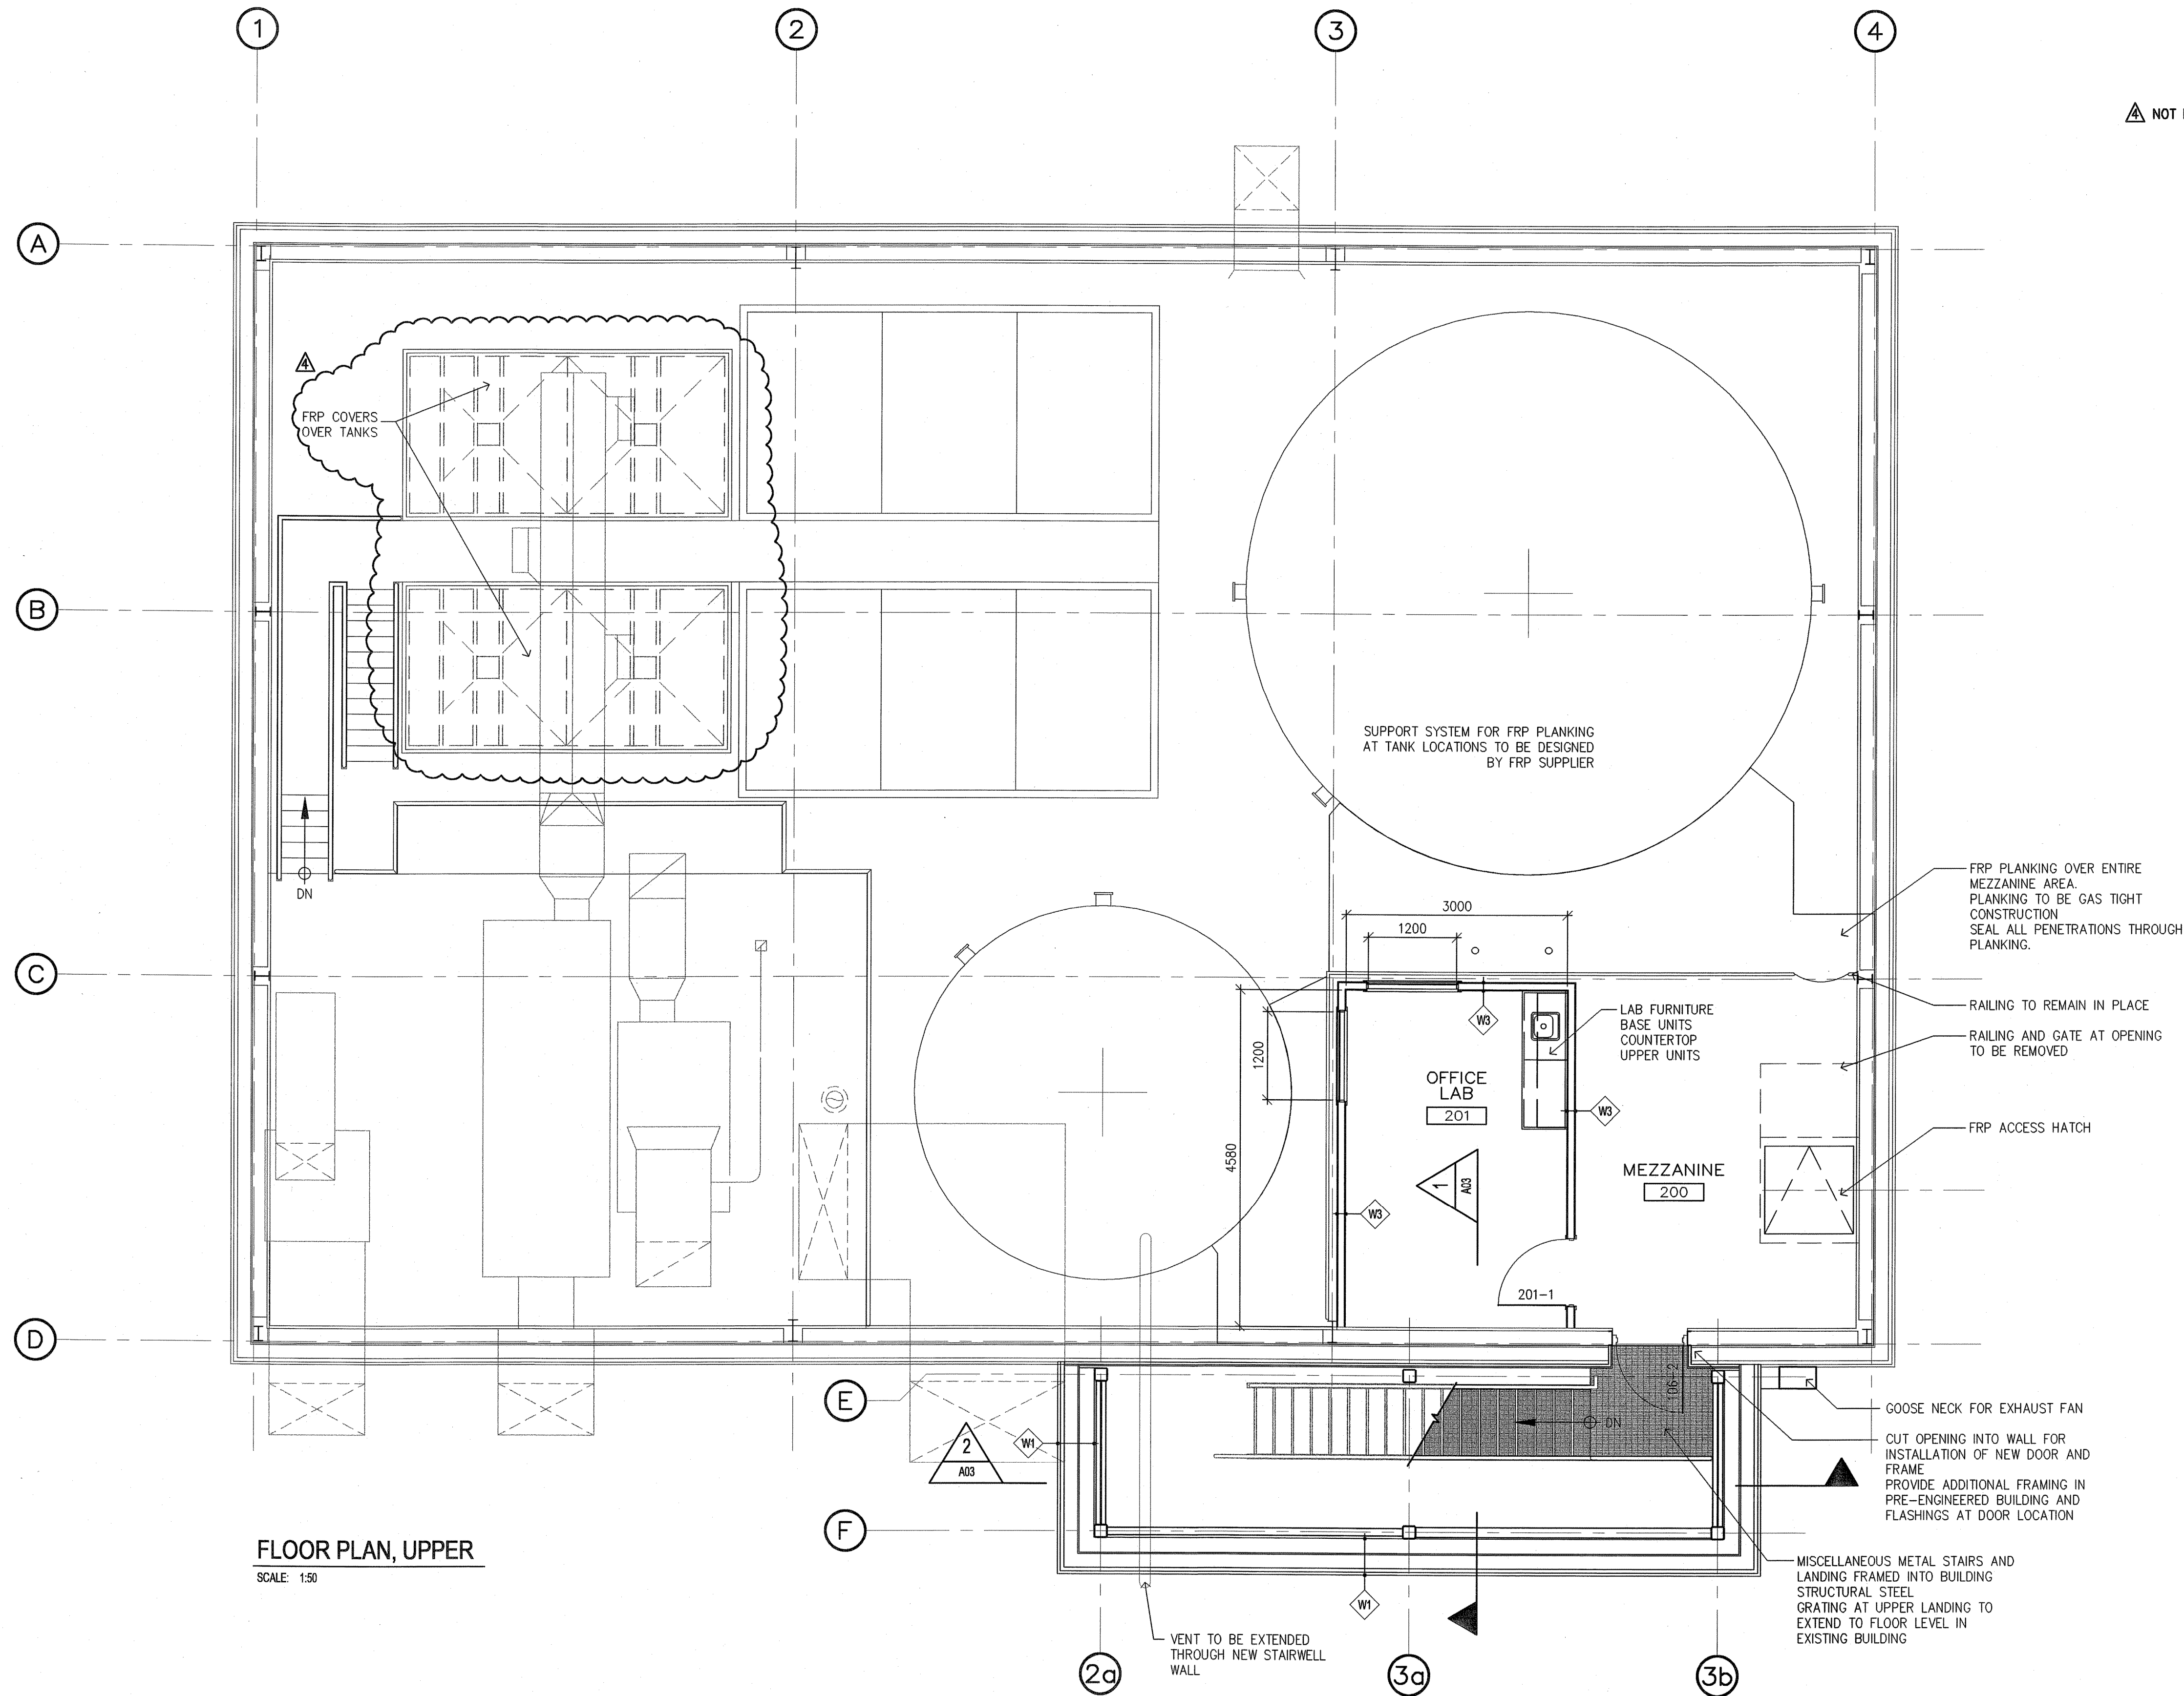 1
2
3
4
4 NOT
A
4
FRP COVERS
OVER TANKS
B
SUPPORT SYSTEM FOR FRP PLANKING
AT TANK LOCATIONS TO BE DESIGNED
BY FRP SUPPLIER
DN
FRP PLANKING OVER ENTIRE
MEZZANINE AREA.
PLANKING TO BE GAS TIGHT
CONSTRUCTION
SEAL ALL PENETRATIONS THROUGH
PLANKING.
3000
1200
C
RAILING TO REMAIN IN PLACE
RAILING AND GATE AT OPENING
TO BE REMOVED
W3
LAB FURNITURE
BASE UNITS
COUNTERTOP
UPPER UNITS
1200
OFFICE
LAB
201
W3
FRP ACCESS HATCH
4580
MEZZANINE
200
1
A03
W3
201-1
D
106-2
E
DN
GOOSE NECK FOR EXHAUST FAN
2
A03
W1
CUT OPENING INTO WALL FOR
INSTALLATION OF NEW DOOR AND
FRAME
PROVIDE ADDITIONAL FRAMING IN
PRE-ENGINEERED BUILDING AND
FLASHINGS AT DOOR LOCATION
F
FLOOR PLAN, UPPER
SCALE: 1:50
MISCELLANEOUS METAL STAIRS AND
LANDING FRAMED INTO BUILDING
STRUCTURAL STEEL
GRATING AT UPPER LANDING TO
EXTEND TO FLOOR LEVEL IN
EXISTING BUILDING
W1
VENT TO BE EXTENDED
THROUGH NEW STAIRWELL
WALL
2a
3a
3b